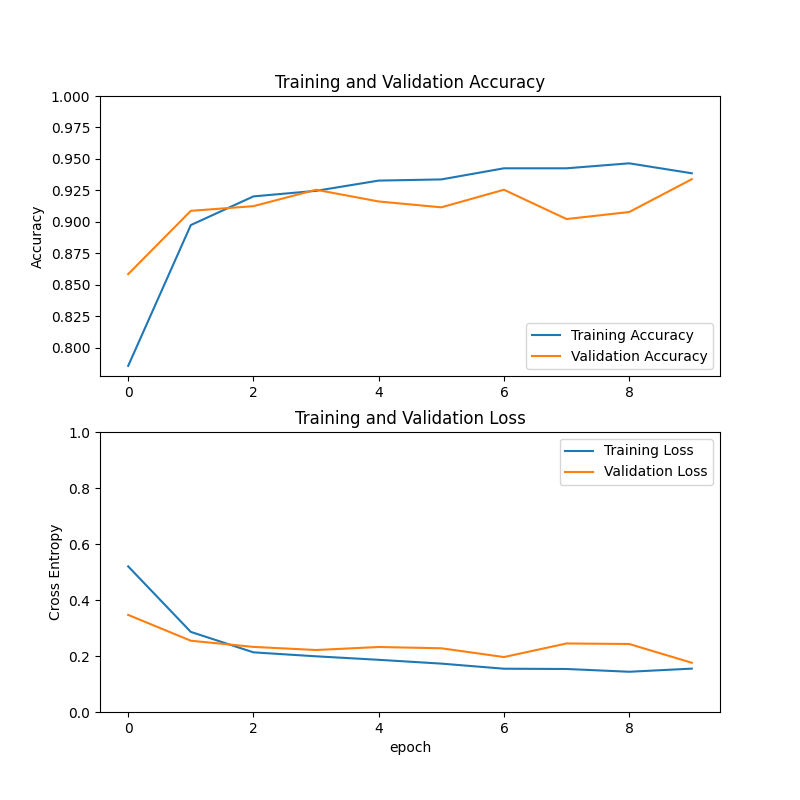 Training and Validation Accuracy
Accuracy
1.000
0.975
0.950
0.925
0.900
0.875
0.850
0.825
0.800
Training Accuracy
Validation Accuracy
0 2 4 6 8
Training and Validation Loss
Cross Entropy
1.0
0.8
0.6
0.4
0.2
0.0
Training Loss
Validation Loss
0 2 4 6 8
epoch